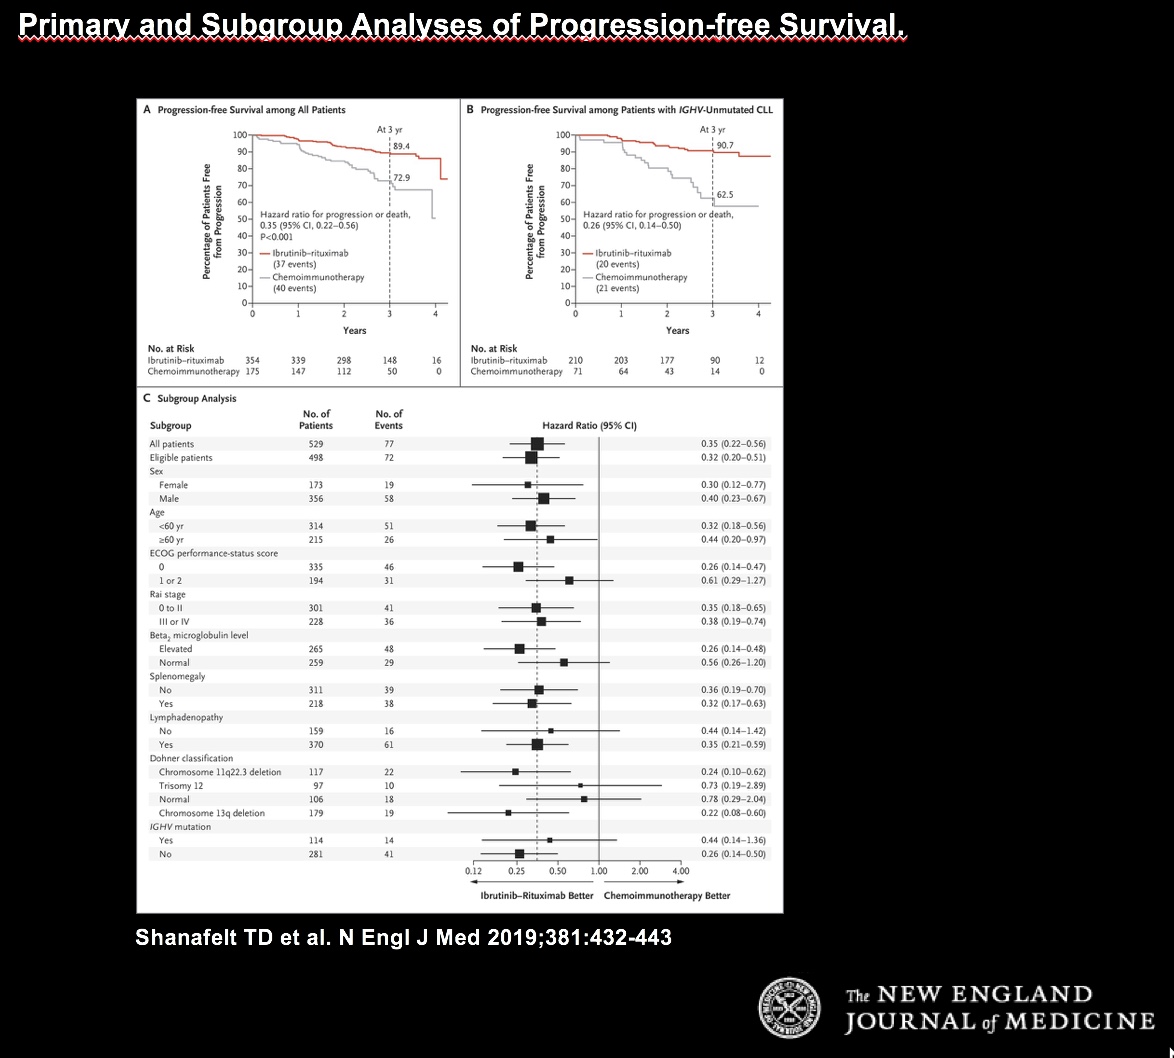 Primary and Subgroup Analyses of Progression-free Survival.
A Progression-free Survival among All Patients
At 3 yr
100
90
80
70
60
50
40
30
20
10
0
Percentage of Patients Free
from Progression
89.4
72.9
Hazard ratio for progression or death,
0.35 (95% CI, 0.22–0.56)
P<0.001
Ibrutinib–rituximab
(37 events)
Chemoimmunotherapy
(40 events)
0 1 2 3 4
Years
No. at Risk
Ibrutinib–rituximab 354 339 298 148 16
Chemoimmunotherapy 175 147 112 50 0
B Progression-free Survival among Patients with IGHV-Unmutated CLL
At 3 yr
100
90
80
70
60
50
40
30
20
10
0
Percentage of Patients Free
from Progression
90.7
62.5
Hazard ratio for progression or death,
0.26 (95% CI, 0.14–0.50)
Ibrutinib–rituximab
(20 events)
Chemoimmunotherapy
(21 events)
0 1 2 3 4
Years
No. at Risk
Ibrutinib–rituximab 210 203 177 90 12
Chemoimmunotherapy 71 64 43 14 0
C Subgroup Analysis
Subgroup No. of Patients No. of Events Hazard Ratio (95% CI)
All patients 529 77 0.35 (0.22–0.56)
Eligible patients 498 72 0.32 (0.20–0.51)
Sex
Female 173 19 0.30 (0.12–0.77)
Male 356 58 0.40 (0.23–0.67)
Age
<60 yr 314 51 0.32 (0.18–0.56)
≥60 yr 215 26 0.44 (0.20–0.97)
ECOG performance-status score
0 335 46 0.26 (0.14–0.47)
1 or 2 194 31 0.61 (0.29–1.27)
Rai stage
0 to II 301 41 0.35 (0.18–0.65)
III or IV 228 36 0.38 (0.19–0.74)
Beta2 microglobulin level
Elevated 265 48 0.26 (0.14–0.48)
Normal 259 29 0.56 (0.26–1.20)
Splenomegaly
No 311 39 0.36 (0.19–0.70)
Yes 218 38 0.32 (0.17–0.63)
Lymphadenopathy
No 159 16 0.44 (0.14–1.42)
Yes 370 61 0.35 (0.21–0.59)
Dohner classification
Chromosome 11q22.3 deletion 117 22 0.24 (0.10–0.62)
Trisomy 12 97 10 0.73 (0.19–2.89)
Normal 106 18 0.78 (0.29–2.04)
Chromosome 13q deletion 179 19 0.22 (0.08–0.60)
IGHV mutation
Yes 114 14 0.44 (0.14–1.36)
No 281 41 0.26 (0.14–0.50)
0.12 0.25 0.50 1.00 2.00 4.00
Ibrutinib–Rituximab Better Chemoimmunotherapy Better
Shanafelt TD et al. N Engl J Med 2019;381:432-443
The NEW ENGLAND
JOURNAL of MEDICINE